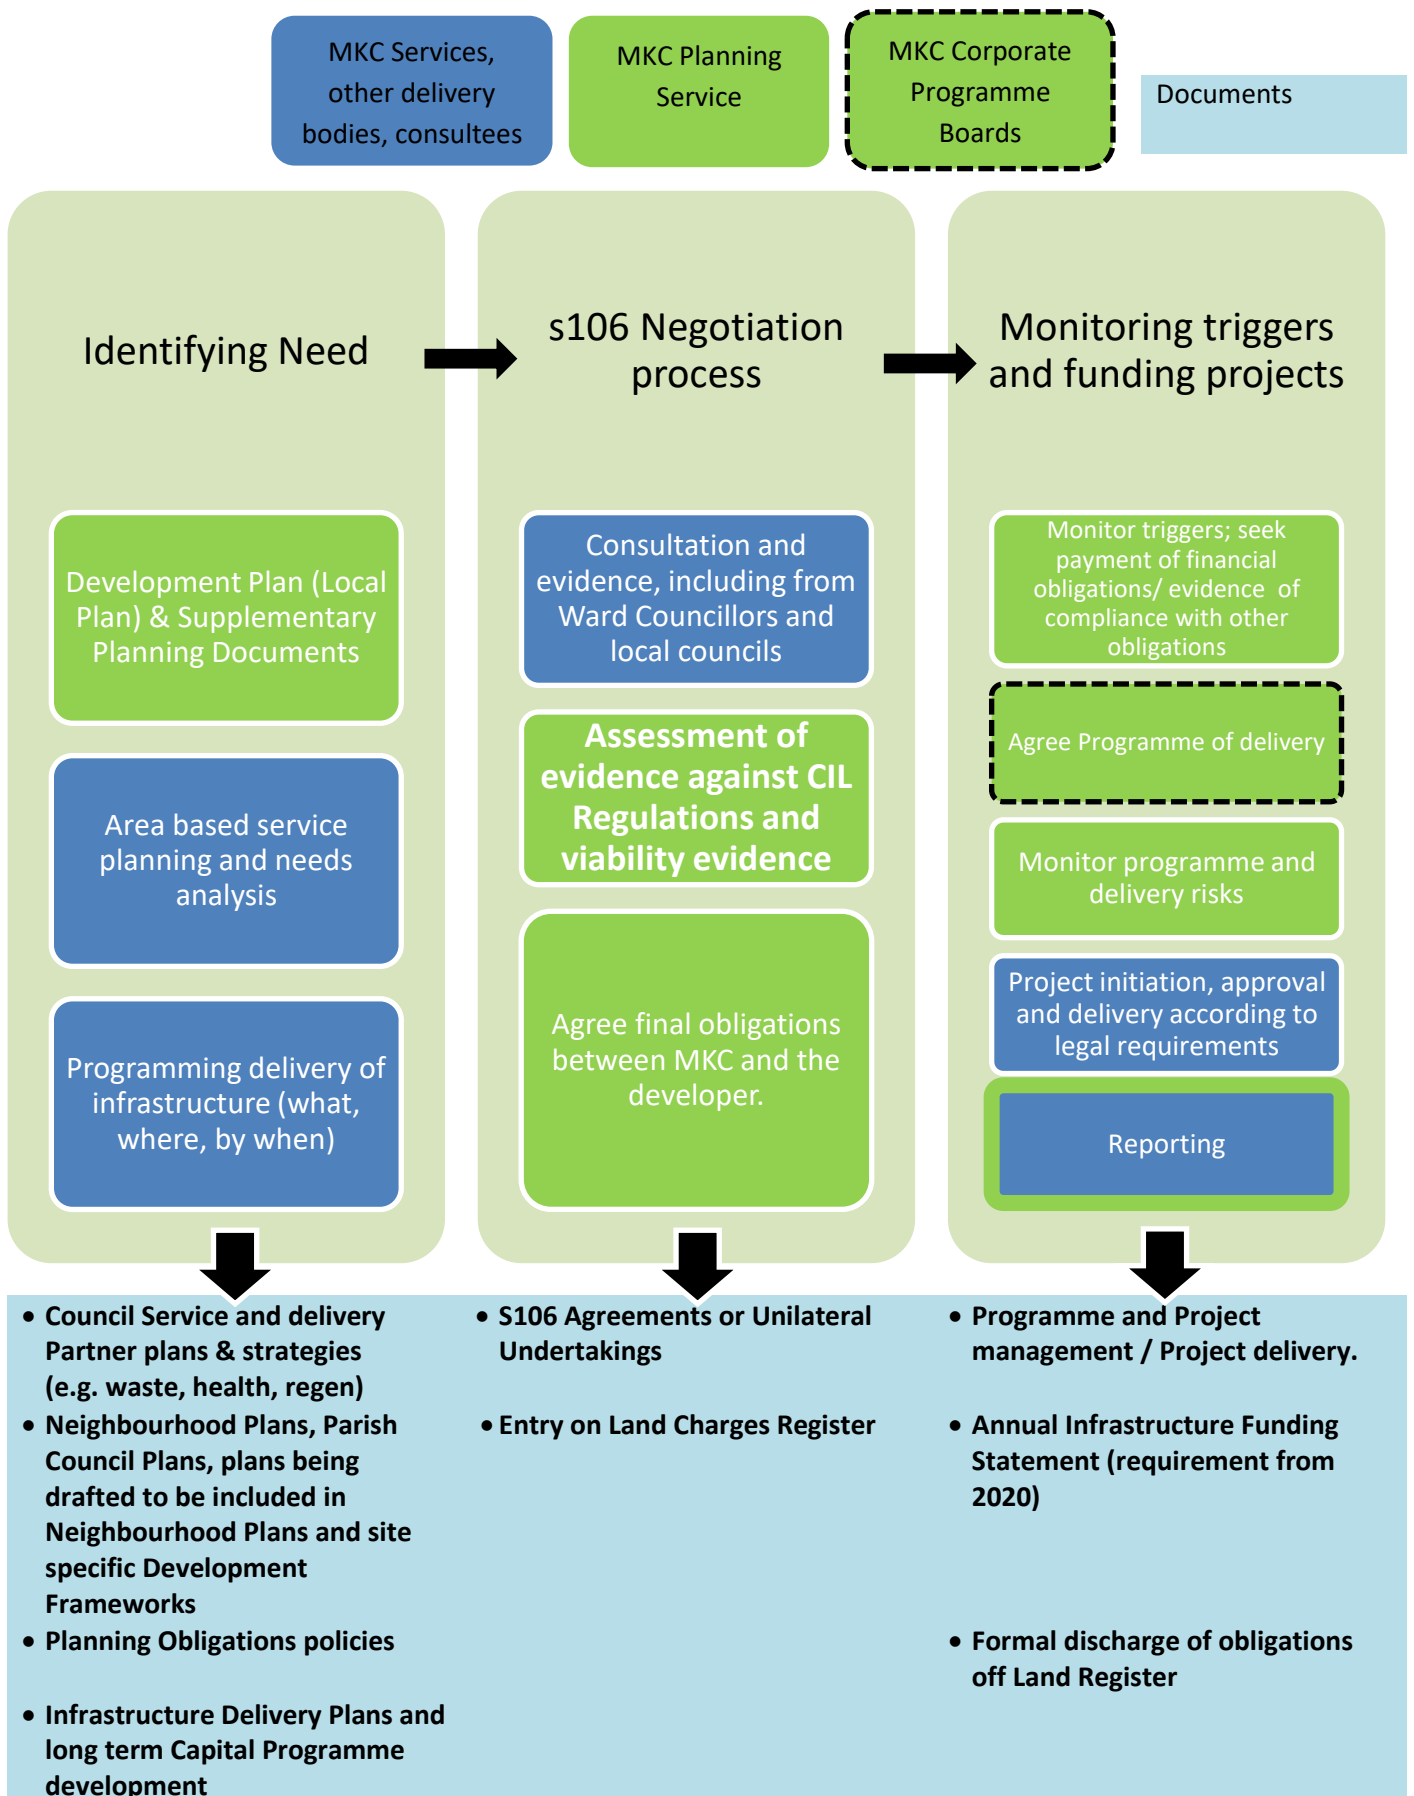 MKC Services,
other delivery
bodies, consultees
MKC Planning
Service
MKC Corporate
Programme
Boards
Documents
Identifying Need
Development Plan (Local
Plan) & Supplementary
Planning Documents
Area based service
planning and needs
analysis
Programming delivery of
infrastructure (what,
where, by when)
s106 Negotiation
process
Consultation and
evidence, including from
Ward Councillors and
local councils
Assessment of
evidence against CIL
Regulations and
viability evidence
Agree final obligations
between MKC and the
developer.
Monitoring triggers
and funding projects
Monitor triggers; seek
payment of financial
obligations/ evidence of
compliance with other
obligations
Agree Programme of delivery
Monitor programme and
delivery risks
Project initiation, approval
and delivery according to
legal requirements
Reporting
• Council Service and delivery
Partner plans & strategies
(e.g. waste, health, regen)
• Neighbourhood Plans, Parish
Council Plans, plans being
drafted to be included in
Neighbourhood Plans and site
specific Development
Frameworks
• Planning Obligations policies
• Infrastructure Delivery Plans and
long term Capital Programme
development
• S106 Agreements or Unilateral
Undertakings
• Entry on Land Charges Register
• Programme and Project
management / Project delivery.
• Annual Infrastructure Funding
Statement (requirement from
2020)
• Formal discharge of obligations
off Land Register